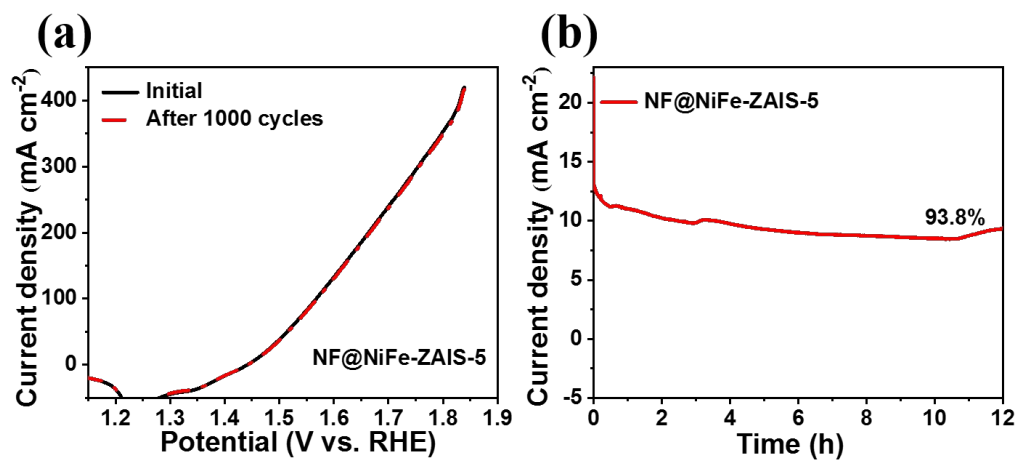 (a)
Current density (mA cm⁻²)
400
300
200
100
0
Initial
After 1000 cycles
NF@NiFe-ZAIS-5
1.2 1.3 1.4 1.5 1.6 1.7 1.8 1.9
Potential (V vs. RHE)
(b)
Current density (mA cm⁻²)
20
15
10
5
0
-5
NF@NiFe-ZAIS-5
93.8%
0 2 4 6 8 10 12
Time (h)